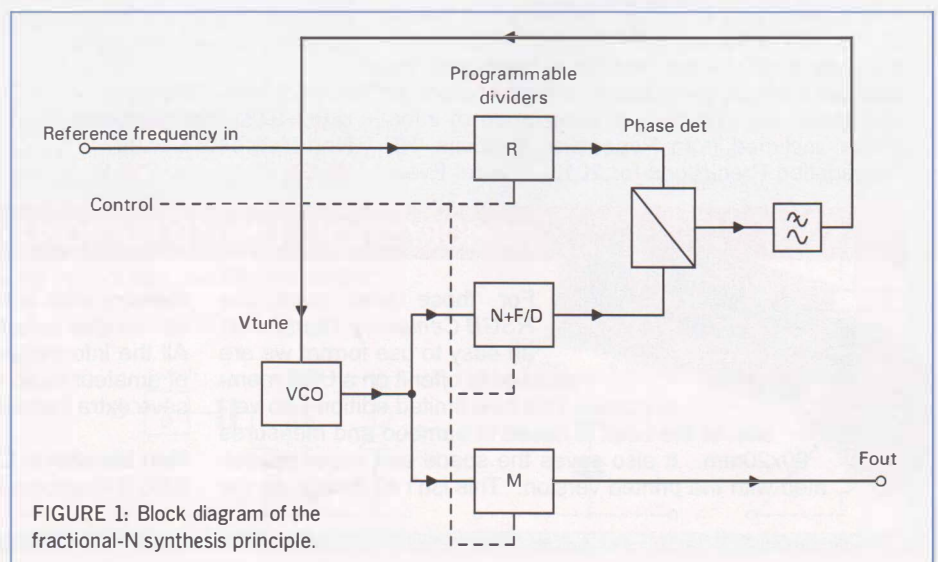 Programmable
dividers
Reference frequency in
R
Phase det
Control
Vtune
N+F/D
VCO
M
Fout
FIGURE 1: Block diagram of the
fractional-N synthesis principle.